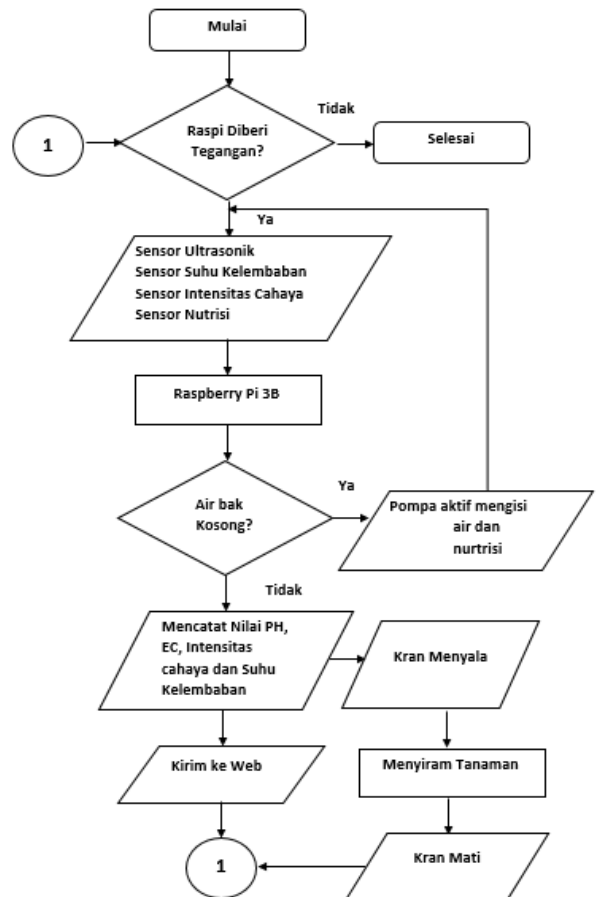 Mulai
Tidak
1
Raspi Diberi
Tegangan?
Selesai
Ya
Sensor Ultrasonik
Sensor Suhu Kelembaban
Sensor Intensitas Cahaya
Sensor Nutrisi
Raspberry Pi 3B
Air bak
Kosong?
Ya
Pompa aktif mengisi
air dan
nurtrisi
Tidak
Mencatat Nilai PH,
EC, Intensitas
cahaya dan Suhu
Kelembaban
Kran Menyala
Kirim ke Web
Menyiram Tanaman
1
Kran Mati